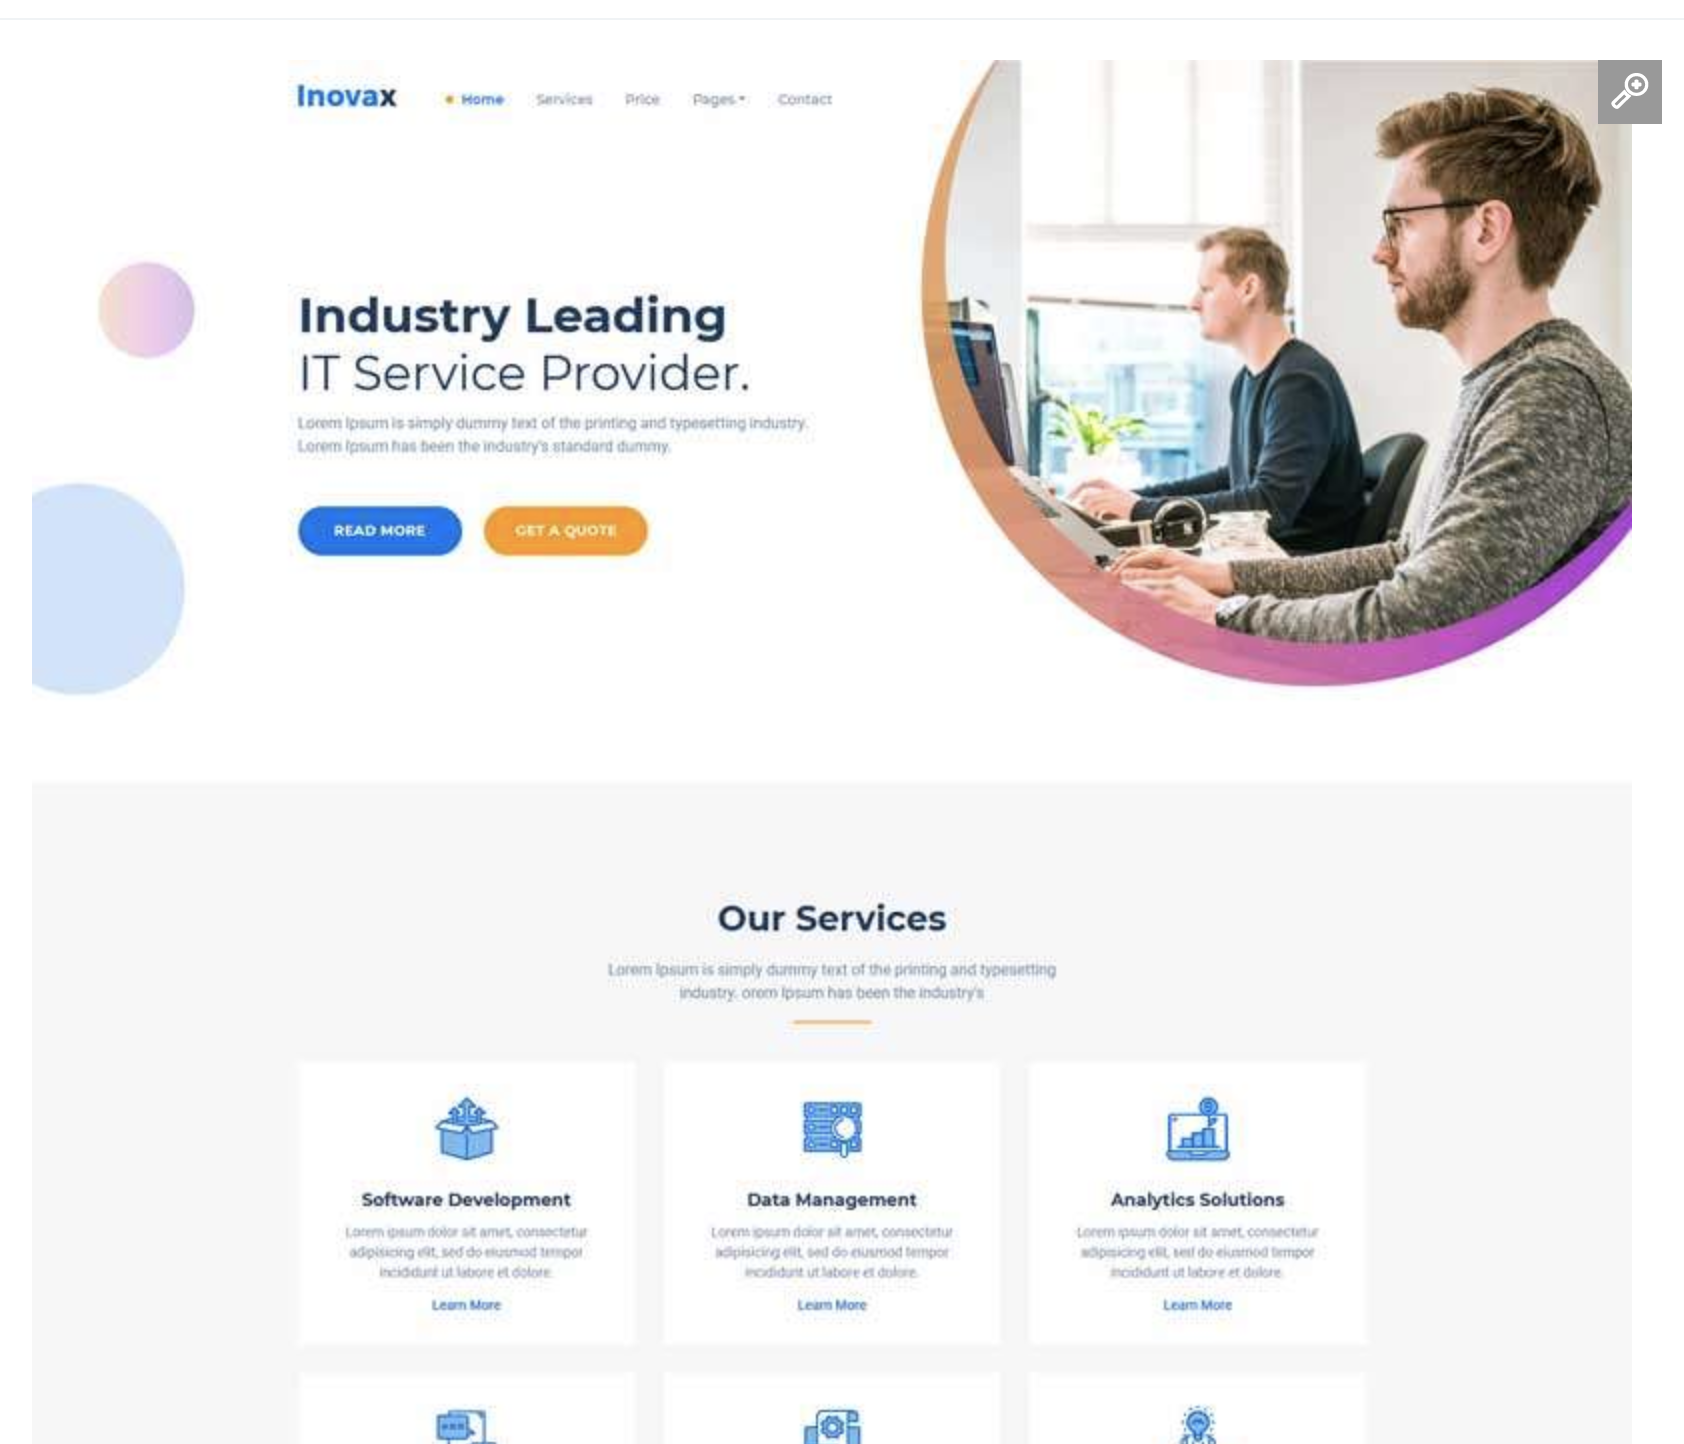 Inovax
Home Services Price Pages Contact
Industry Leading
IT Service Provider.
Lorem Ipsum is simply dummy text of the printing and typesetting industry.
Lorem Ipsum has been the industry's standard dummy.
READ MORE GET A QUOTE
Our Services
Lorem Ipsum is simply dummy text of the printing and typesetting
industry. orem Ipsum has been the industry's
Software Development
Lorem ipsum dolor sit amet, consectetur
adipisicing elit, sed do eiusmod tempor
incididunt ut labore et dolore.
Learn More
Data Management
Lorem ipsum dolor sit amet, consectetur
adipisicing elit, sed do eiusmod tempor
incididunt ut labore et dolore.
Learn More
Analytics Solutions
Lorem ipsum dolor sit amet, consectetur
adipisicing elit, sed do eiusmod tempor
incididunt ut labore et dolore.
Learn More